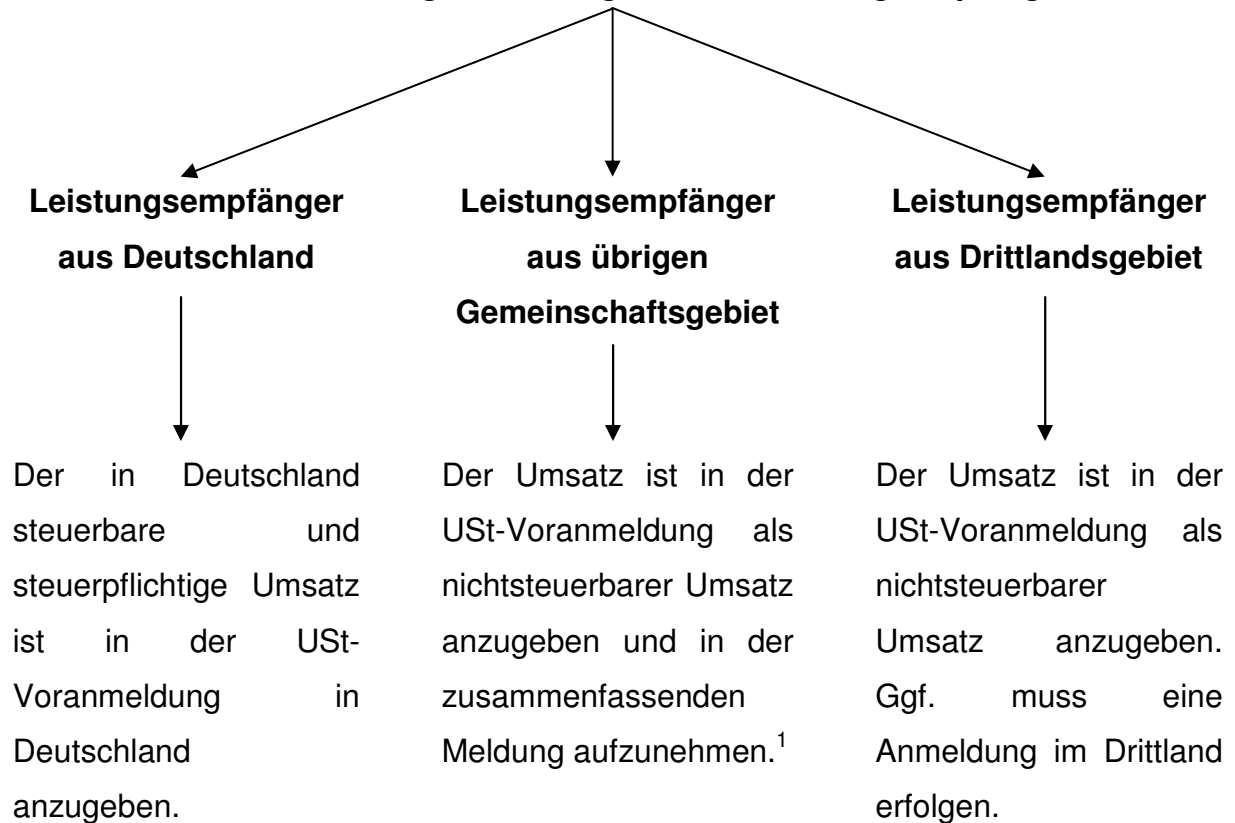 Leistungsempfänger
aus Deutschland
Leistungsempfänger
aus übrigen
Gemeinschaftsgebiet
Leistungsempfänger
aus Drittlandsgebiet
Der in Deutschland
steuerbare und
steuerpflichtige Umsatz
ist in der USt-
Voranmeldung in
Deutschland
anzugeben.
Der Umsatz ist in der
USt-Voranmeldung als
nichtsteuerbarer Umsatz
anzugeben und in der
zusammenfassenden
Meldung aufzunehmen.¹
Der Umsatz ist in der
USt-Voranmeldung als
nichtsteuerbarer
Umsatz anzugeben.
Ggf. muss eine
Anmeldung im Drittland
erfolgen.